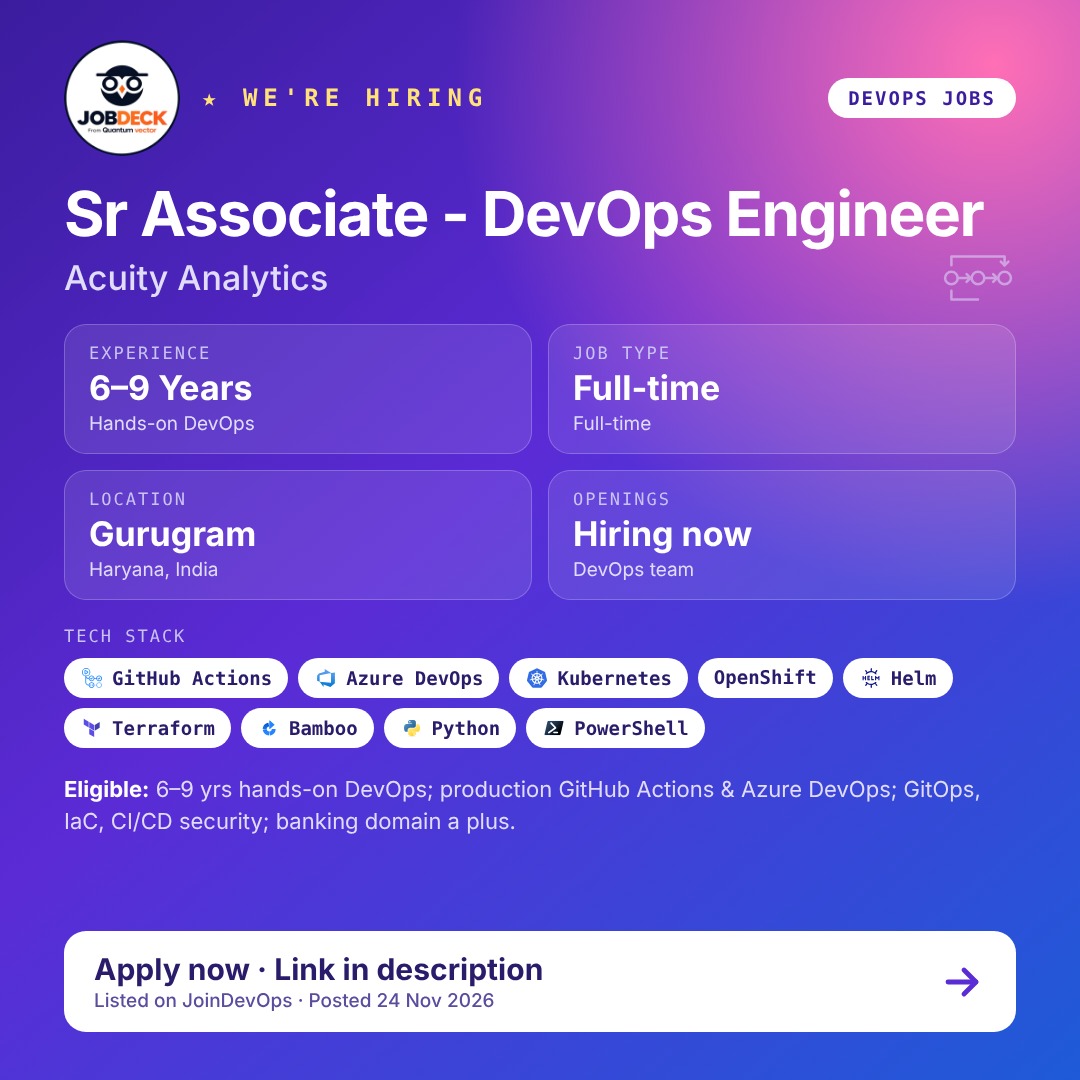 JOBDECK
From Quantum vector
★ WE'RE HIRING
DEVOPS JOBS
Sr Associate - DevOps Engineer
Acuity Analytics
EXPERIENCE
6–9 Years
Hands-on DevOps
JOB TYPE
Full-time
Full-time
LOCATION
Gurugram
Haryana, India
OPENINGS
Hiring now
DevOps team
TECH STACK
GitHub Actions
Azure DevOps
Kubernetes
OpenShift
HELM
Helm
Terraform
Bamboo
Python
PowerShell
Eligible: 6–9 yrs hands-on DevOps; production GitHub Actions & Azure DevOps; GitOps,
IaC, CI/CD security; banking domain a plus.
Apply now · Link in description
Listed on JoinDevOps · Posted 24 Nov 2026